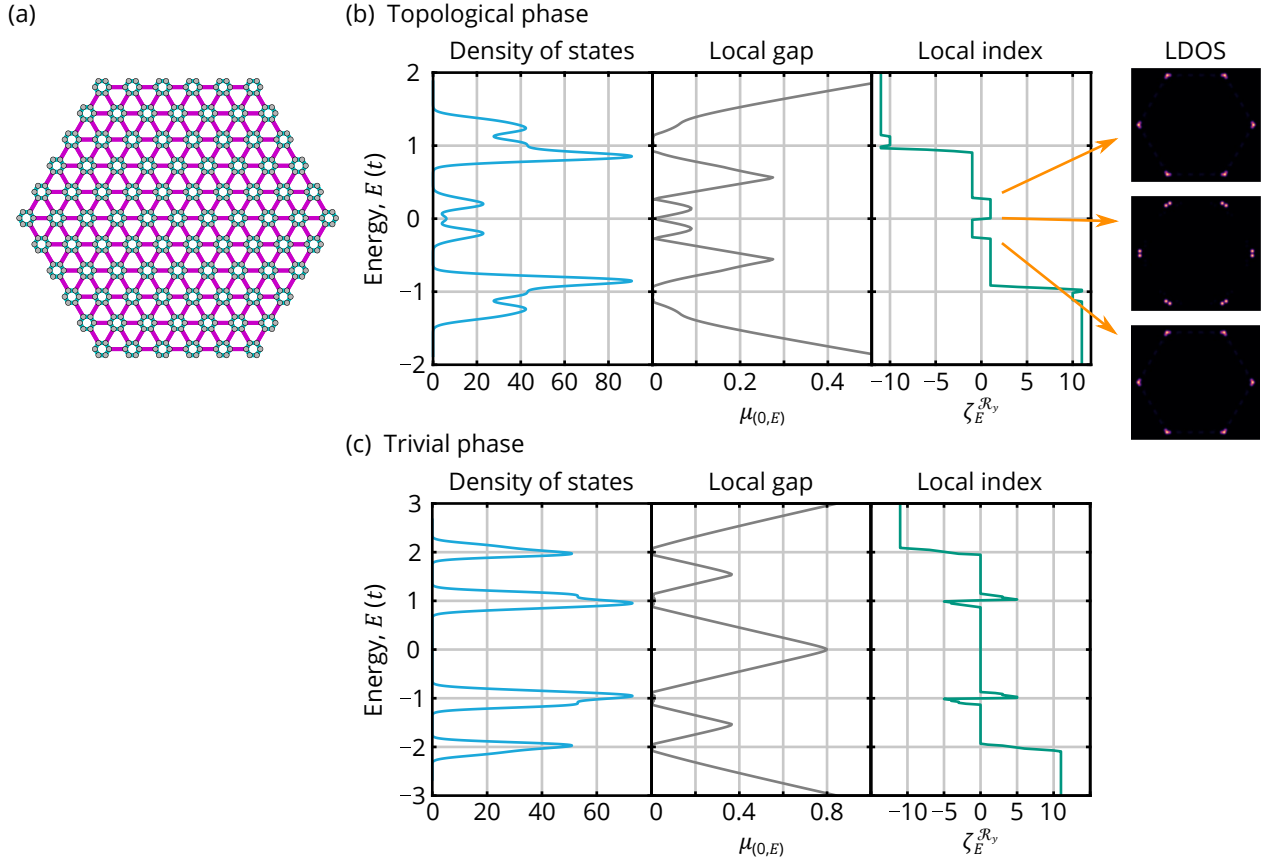 (a)
(b) Topological phase
Density of states
Local gap
Local index
LDOS
Energy, E (t)
2
1
0
−1
−2
0 20 40 60 80
0 0.2 0.4
−10 −5 0 5 10
μ(0,E)
ζ_E^ℛy
(c) Trivial phase
Density of states
Local gap
Local index
Energy, E (t)
3
2
1
0
−1
−2
−3
0 20 40 60
0 0.4 0.8
−10 −5 0 5 10
μ(0,E)
ζ_E^ℛy